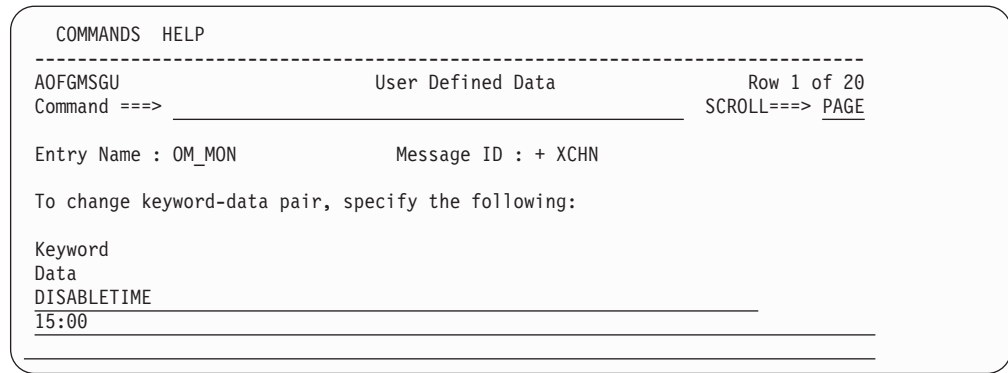 COMMANDS HELP
-------------------------------------------------------------------------------
AOFGMSGU User Defined Data Row 1 of 20
Command ===> SCROLL===> PAGE
Entry Name : OM_MON Message ID : + XCHN
To change keyword-data pair, specify the following:
Keyword
Data
DISABLETIME
15:00